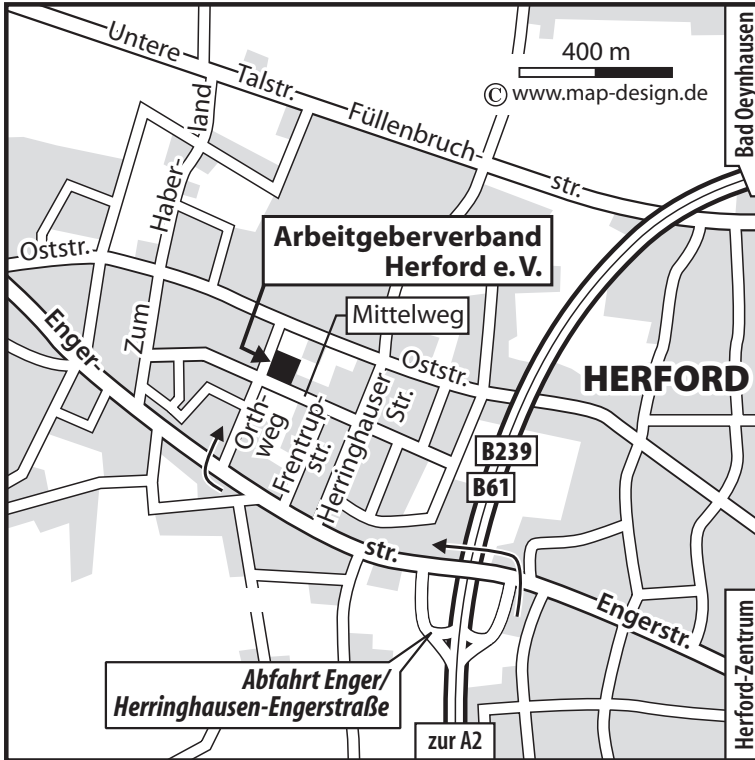 Untere
Talstr.
400 m
© www.map-design.de
Füllenbruch-
str.
Bad Oeynhausen
Haber-
land
Oststr.
Arbeitgeberverband
Herford e. V.
Mittelweg
Zum
Enger-
Oststr.
HERFORD
Orth-
weg
Frentrup-
str.
Herringhauser
Str.
B239
B61
str.
Engerstr.
Abfahrt Enger/
Herringhausen-Engerstraße
zur A2
Herford-Zentrum